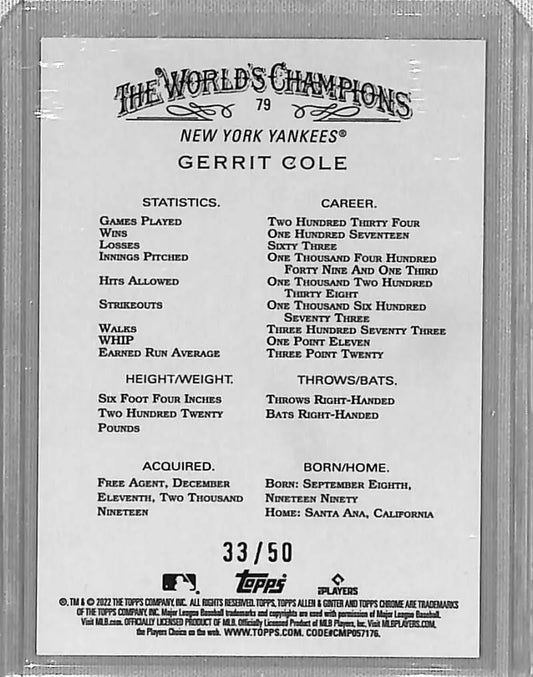 THE WORLD'S CHAMPIONS
79
NEW YORK YANKEES®
GERRIT COLE
STATISTICS. CAREER.
GAMES PLAYED TWO HUNDRED THIRTY FOUR
WINS ONE HUNDRED SEVENTEEN
LOSSES SIXTY THREE
INNINGS PITCHED ONE THOUSAND FOUR HUNDRED
FORTY NINE AND ONE THIRD
HITS ALLOWED ONE THOUSAND TWO HUNDRED
THIRTY EIGHT
STRIKEOUTS ONE THOUSAND SIX HUNDRED
SEVENTY THREE
WALKS THREE HUNDRED SEVENTY THREE
WHIP ONE POINT ELEVEN
EARNED RUN AVERAGE THREE POINT TWENTY
HEIGHT/WEIGHT. THROWS/BATS.
SIX FOOT FOUR INCHES THROWS RIGHT-HANDED
TWO HUNDRED TWENTY BATS RIGHT-HANDED
POUNDS
ACQUIRED. BORN/HOME.
FREE AGENT, DECEMBER BORN: SEPTEMBER EIGHTH,
ELEVENTH, TWO THOUSAND NINETEEN NINETY
NINETEEN HOME: SANTA ANA, CALIFORNIA
33/50
topps PLAYERS
®, TM & © 2022 THE TOPPS COMPANY, INC. ALL RIGHTS RESERVED. TOPPS, TOPPS ALLEN & GINTER AND TOPPS CHROME ARE TRADEMARKS
OF THE TOPPS COMPANY, INC. Major League Baseball trademarks and copyrights are used with permission of Major League Baseball.
Visit MLB.com. OFFICIALLY LICENSED PRODUCT OF MLB. Officially Licensed Product of MLB Players, Inc. Visit MLBPLAYERS.COM,
the Players Choice on the web. WWW.TOPPS.COM. CODE#CMP057176.